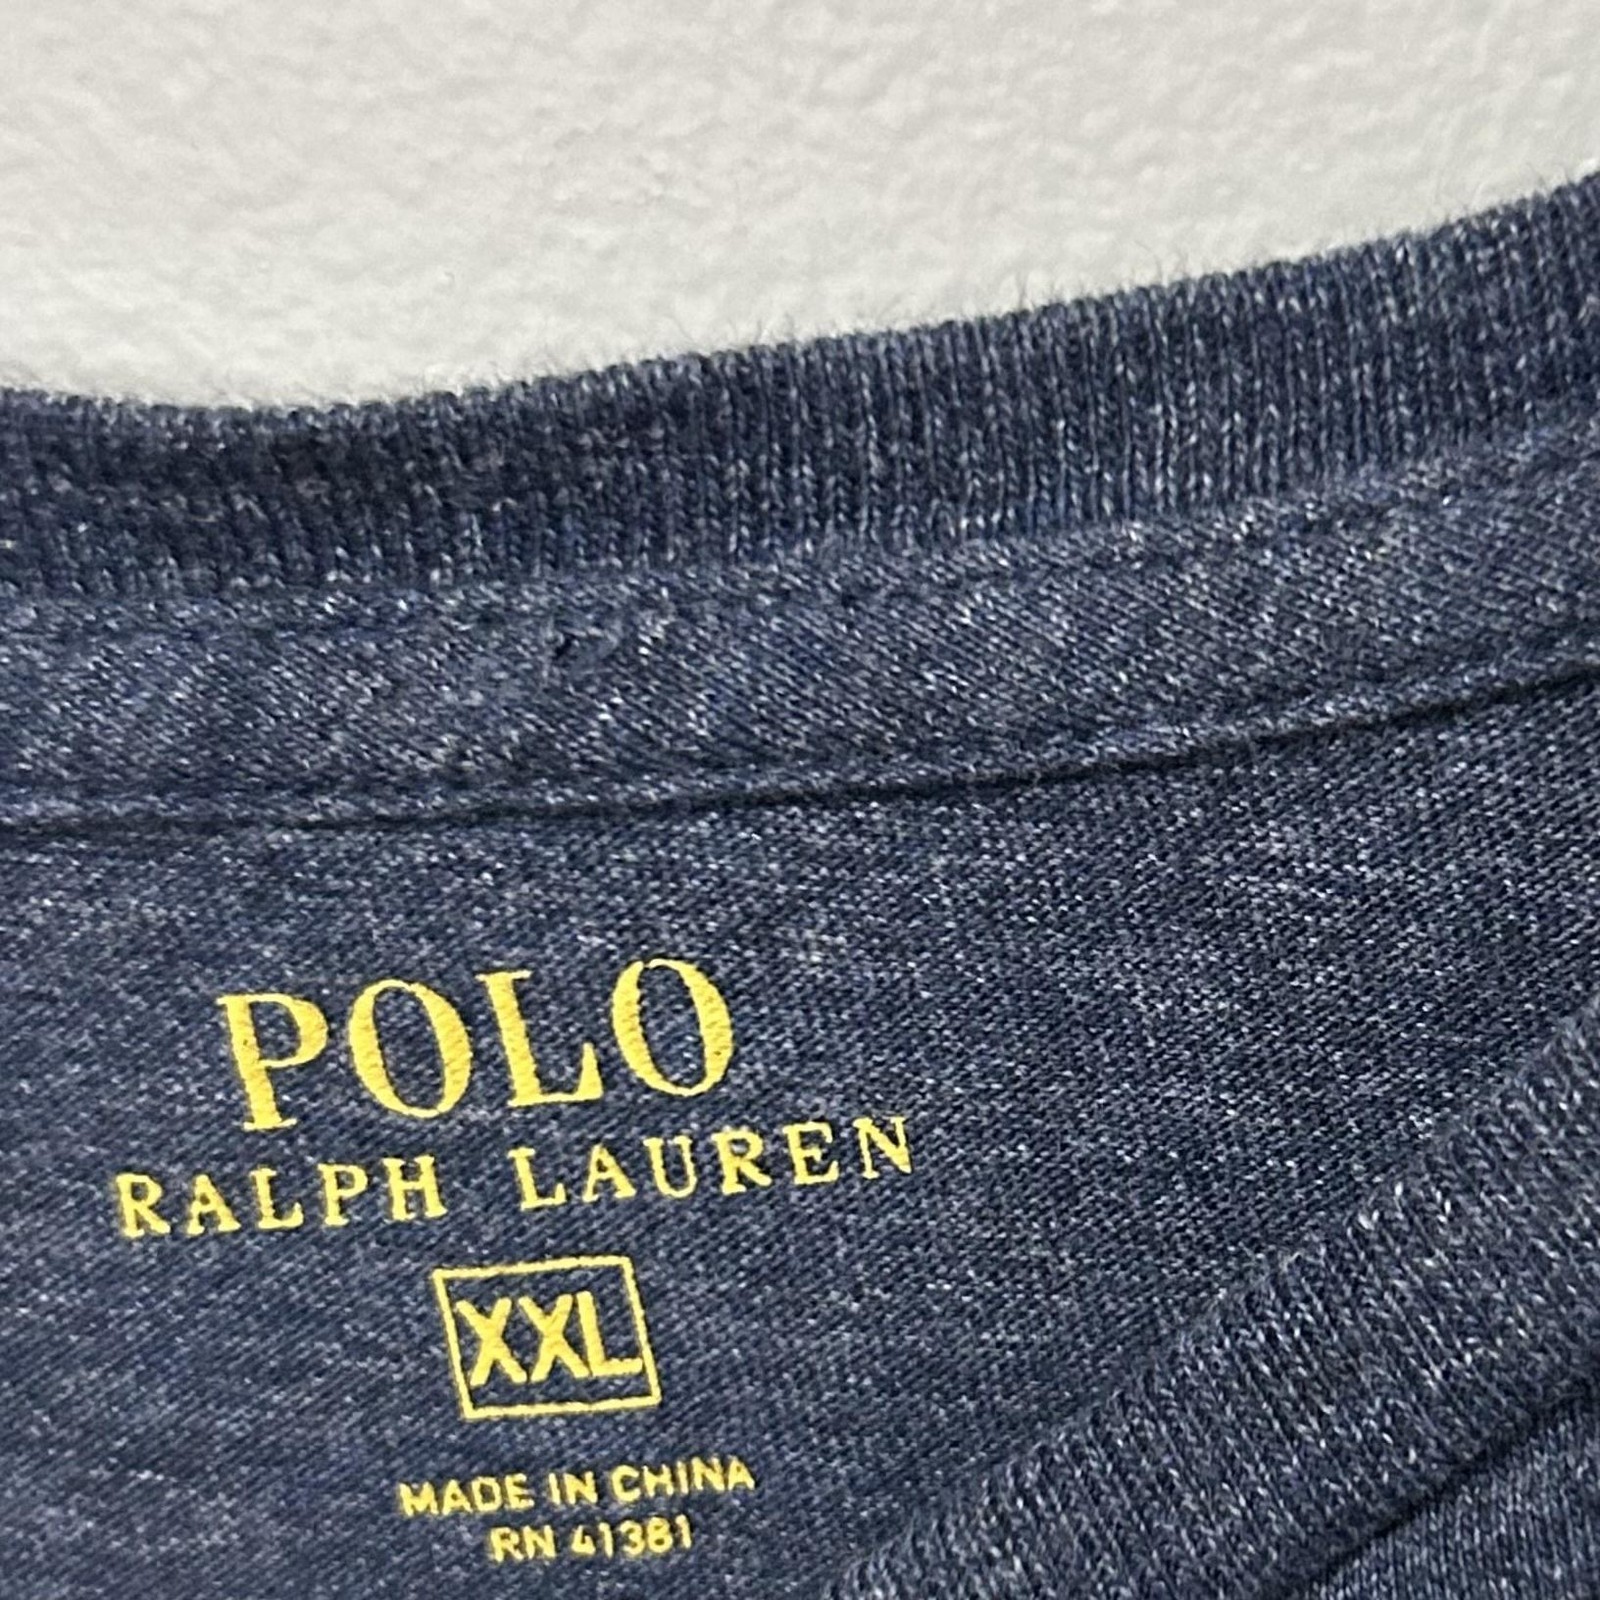 POLO
RALPH LAUREN
XXL
MADE IN CHINA
RN 41381